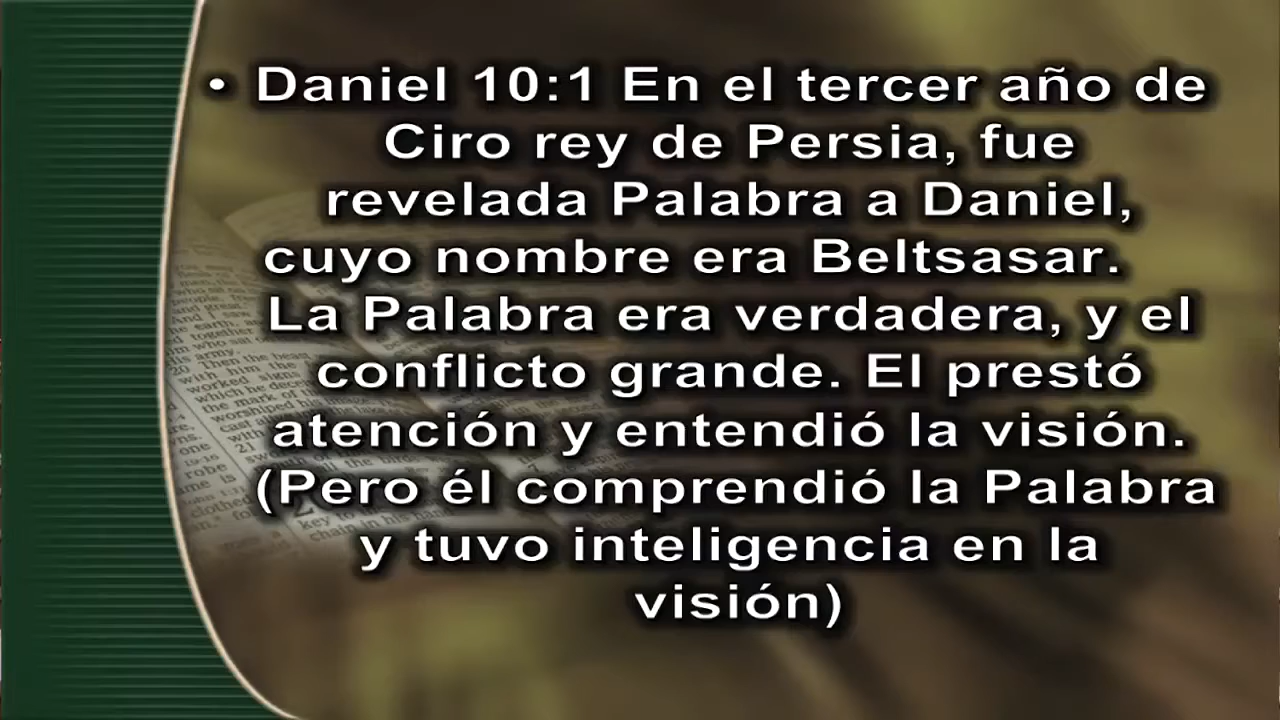 • Daniel 10:1 En el tercer año de
Ciro rey de Persia, fue
revelada Palabra a Daniel,
cuyo nombre era Beltsasar.
La Palabra era verdadera, y el
conflicto grande. El prestó
atención y entendió la visión.
(Pero él comprendió la Palabra
y tuvo inteligencia en la
visión)